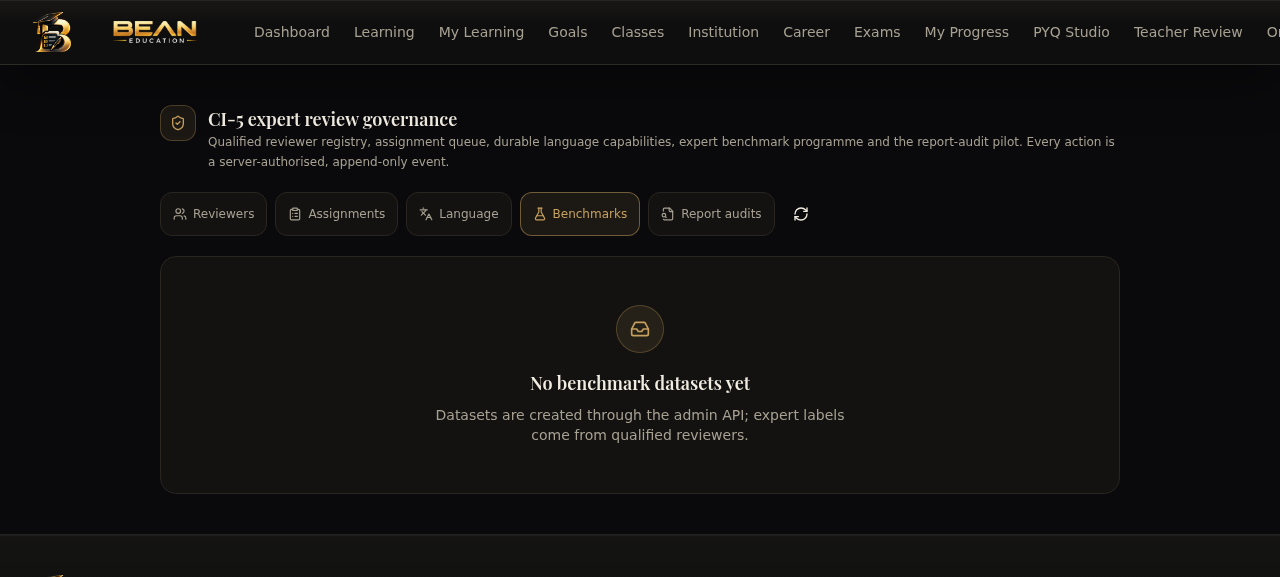 B
BEAN
EDUCATION
Dashboard
Learning
My Learning
Goals
Classes
Institution
Career
Exams
My Progress
PYQ Studio
Teacher Review
CI-5 expert review governance
Qualified reviewer registry, assignment queue, durable language capabilities, expert benchmark programme and the report-audit pilot. Every action is
a server-authorised, append-only event.
Reviewers
Assignments
Language
Benchmarks
Report audits
No benchmark datasets yet
Datasets are created through the admin API; expert labels
come from qualified reviewers.